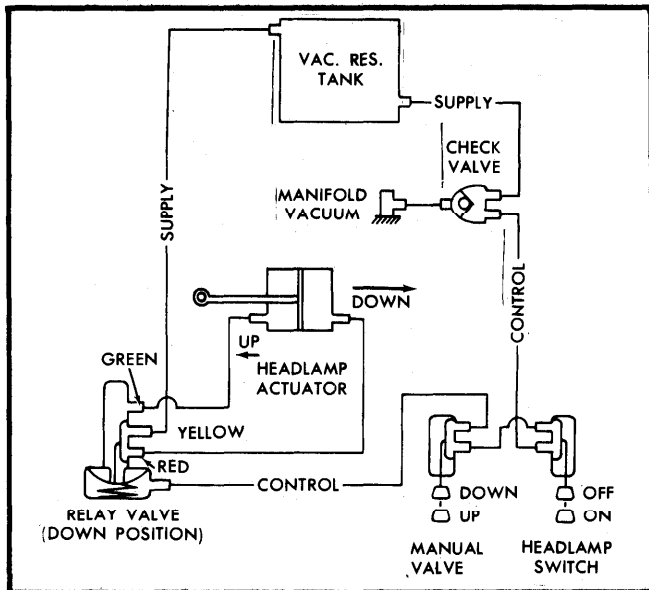 VAC. RES.
TANK
SUPPLY
CHECK
VALVE
MANIFOLD
VACUUM
SUPPLY
CONTROL
DOWN
UP
HEADLAMP
ACTUATOR
GREEN
YELLOW
RED
CONTROL
RELAY VALVE
(DOWN POSITION)
DOWN
UP
MANUAL
VALVE
OFF
ON
HEADLAMP
SWITCH